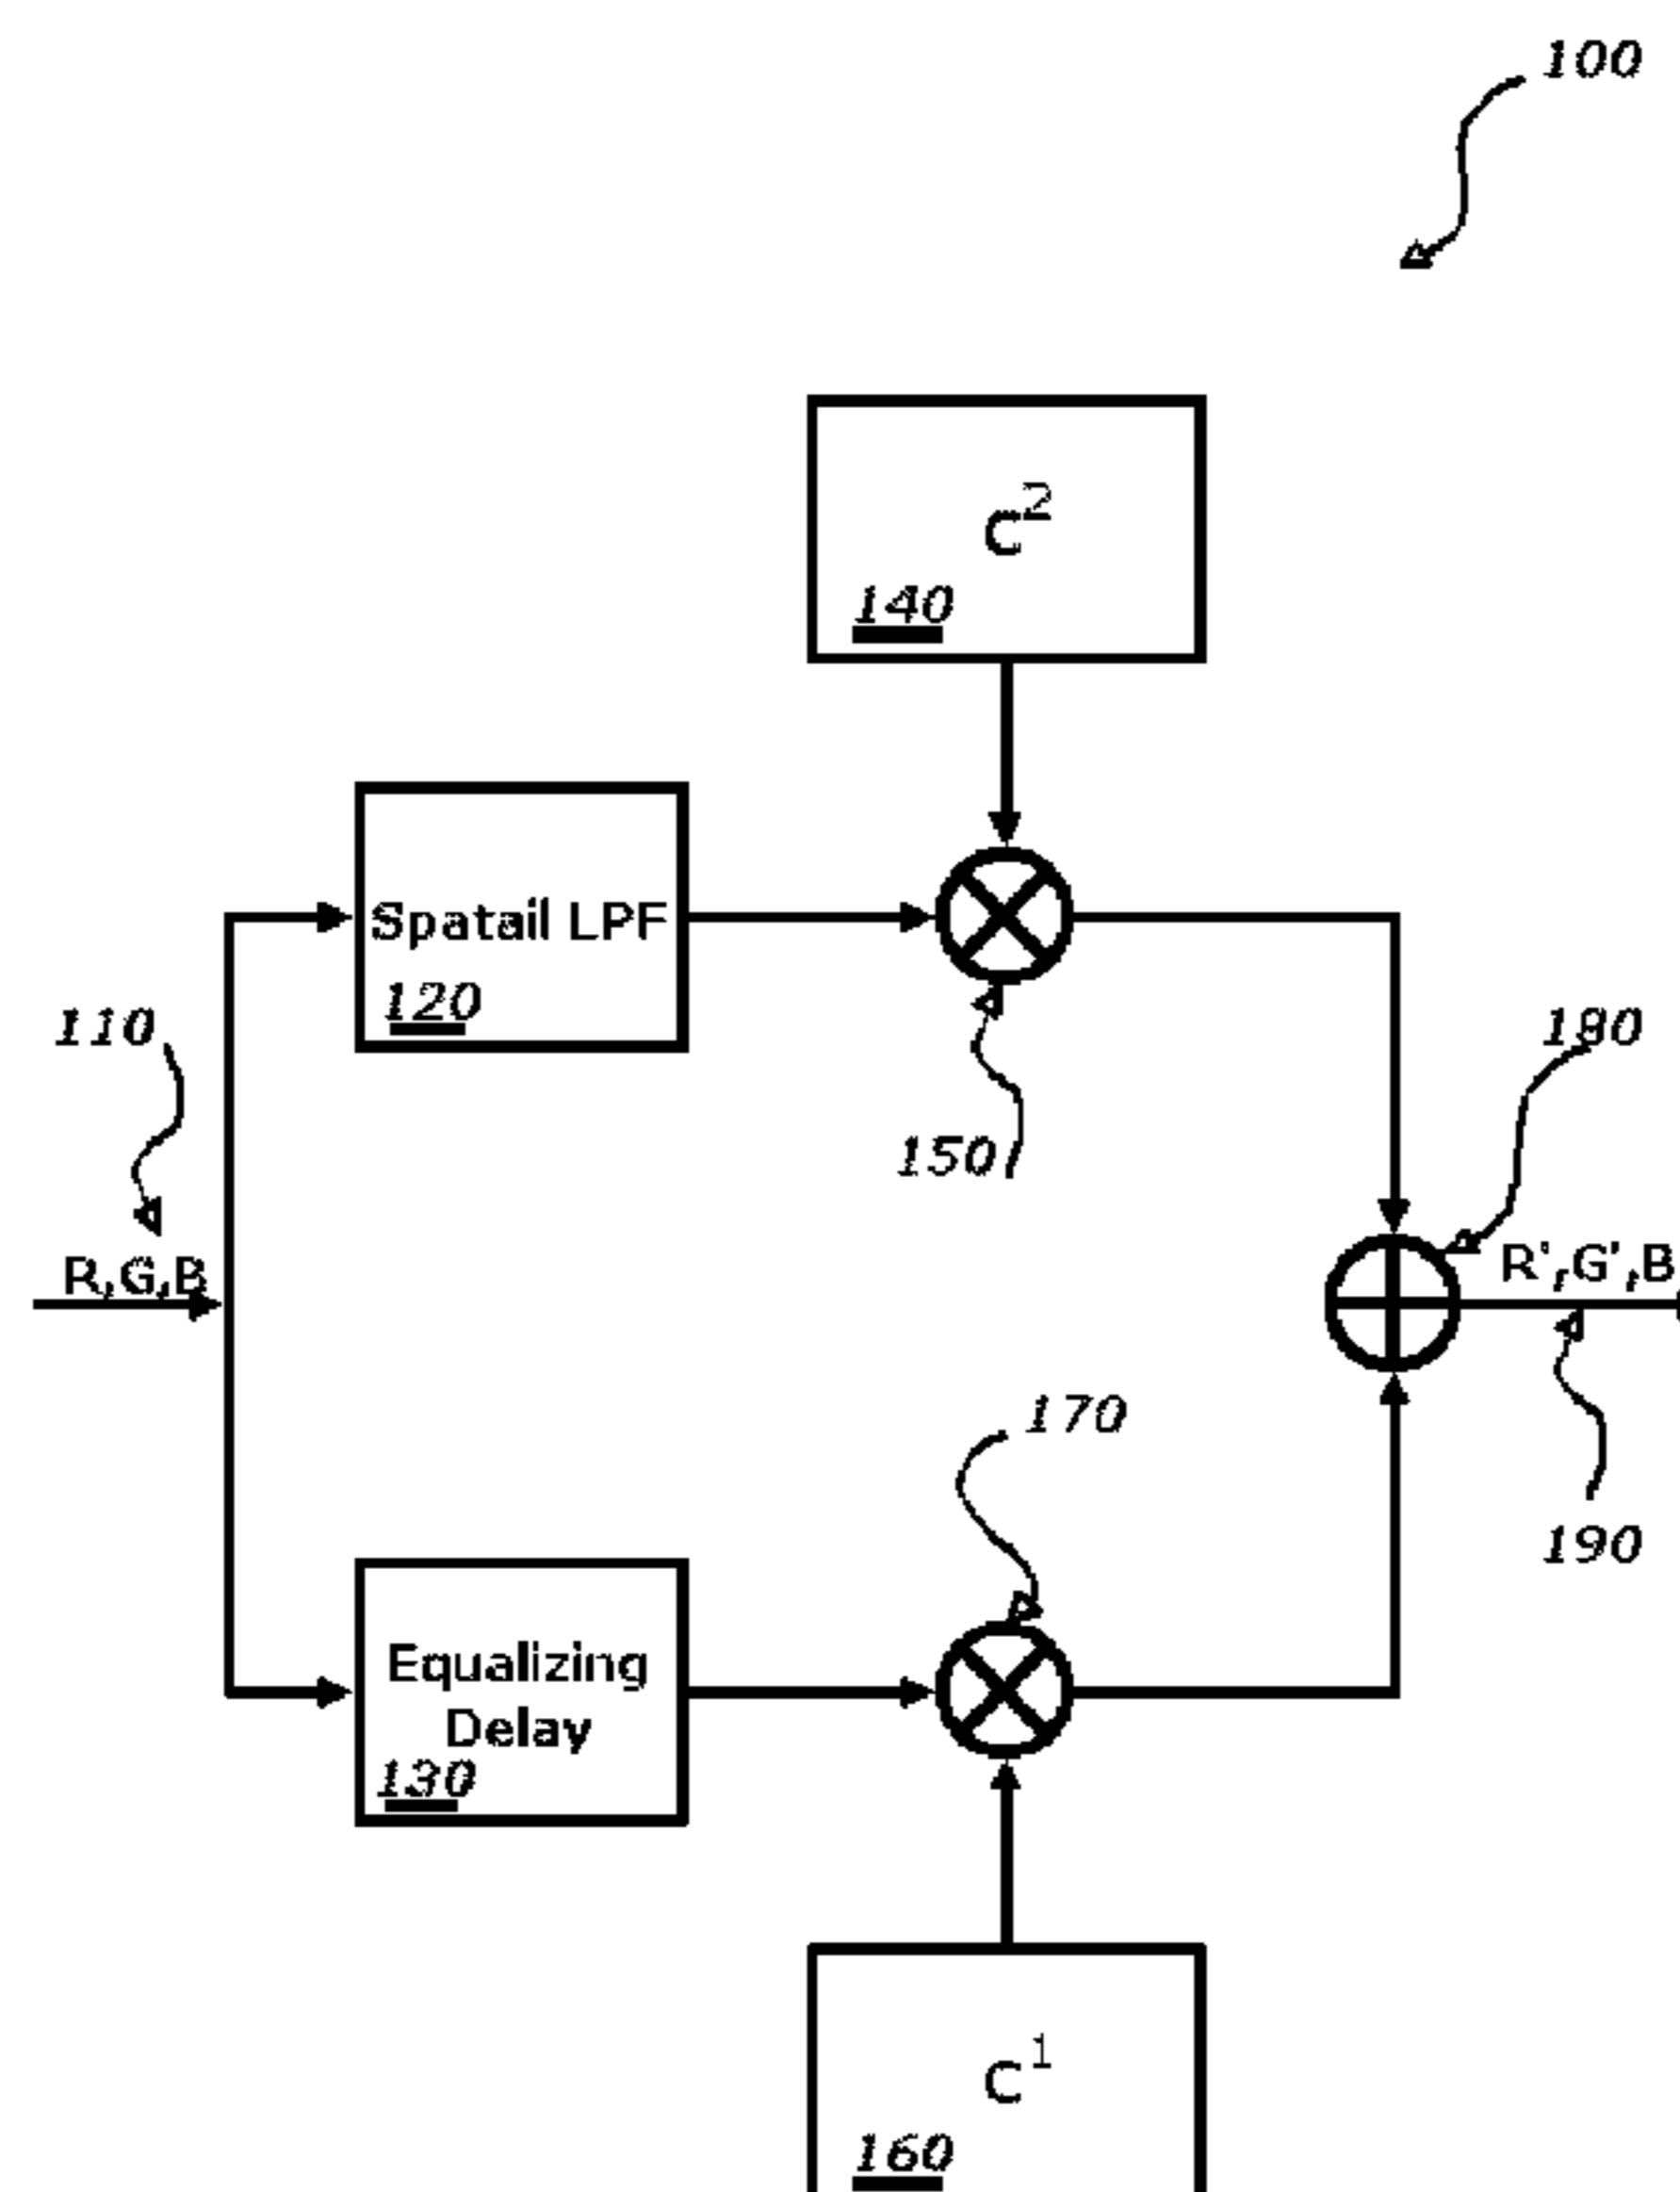 100
C²
140
Spatail LPF
120
110
150
180
R,G,B
R',G',B
170
190
Equalizing
Delay
130
C¹
160